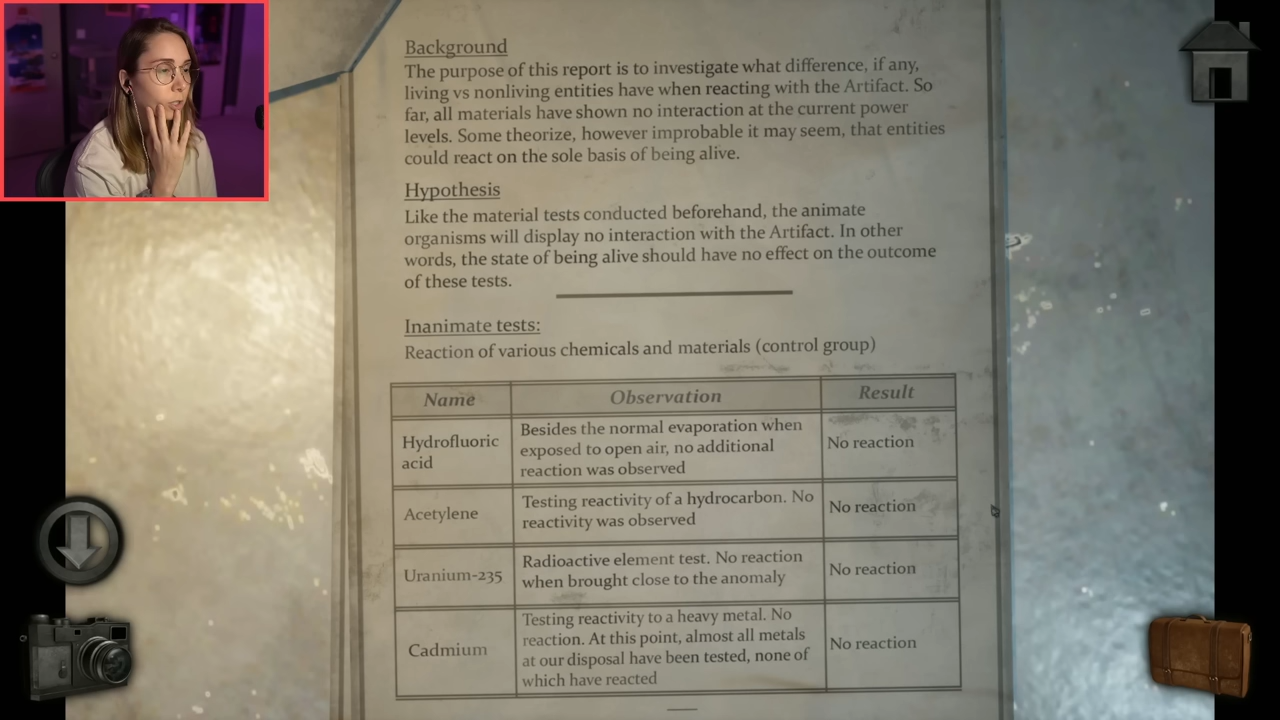 Background
The purpose of this report is to investigate what difference, if any,
living vs nonliving entities have when reacting with the Artifact. So
far, all materials have shown no interaction at the current power
levels. Some theorize, however improbable it may seem, that entities
could react on the sole basis of being alive.
Hypothesis
Like the material tests conducted beforehand, the animate
organisms will display no interaction with the Artifact. In other
words, the state of being alive should have no effect on the outcome
of these tests.
Inanimate tests:
Reaction of various chemicals and materials (control group)
Name Observation Result
Hydrofluoric
acid
Besides the normal evaporation when
exposed to open air, no additional
reaction was observed
No reaction
Acetylene
Testing reactivity of a hydrocarbon. No
reactivity was observed
No reaction
Uranium-235
Radioactive element test. No reaction
when brought close to the anomaly
No reaction
Cadmium
Testing reactivity to a heavy metal. No
reaction. At this point, almost all metals
at our disposal have been tested, none of
which have reacted
No reaction